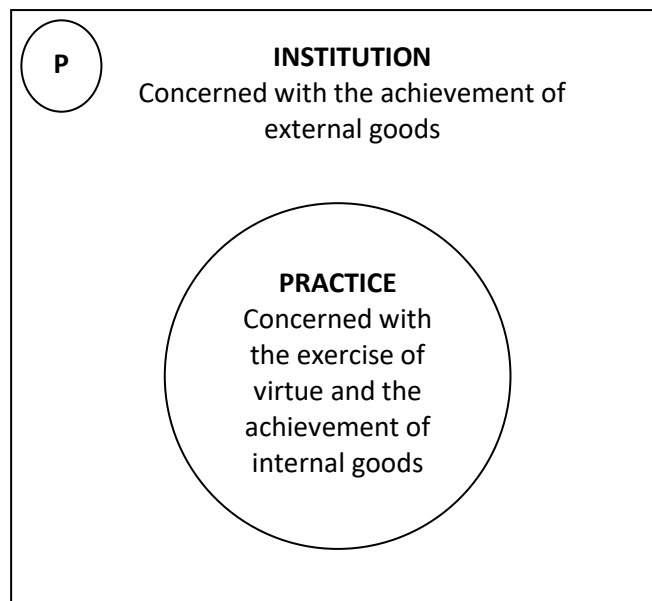 P
INSTITUTION
Concerned with the achievement of
external goods
PRACTICE
Concerned with
the exercise of
virtue and the
achievement of
internal goods